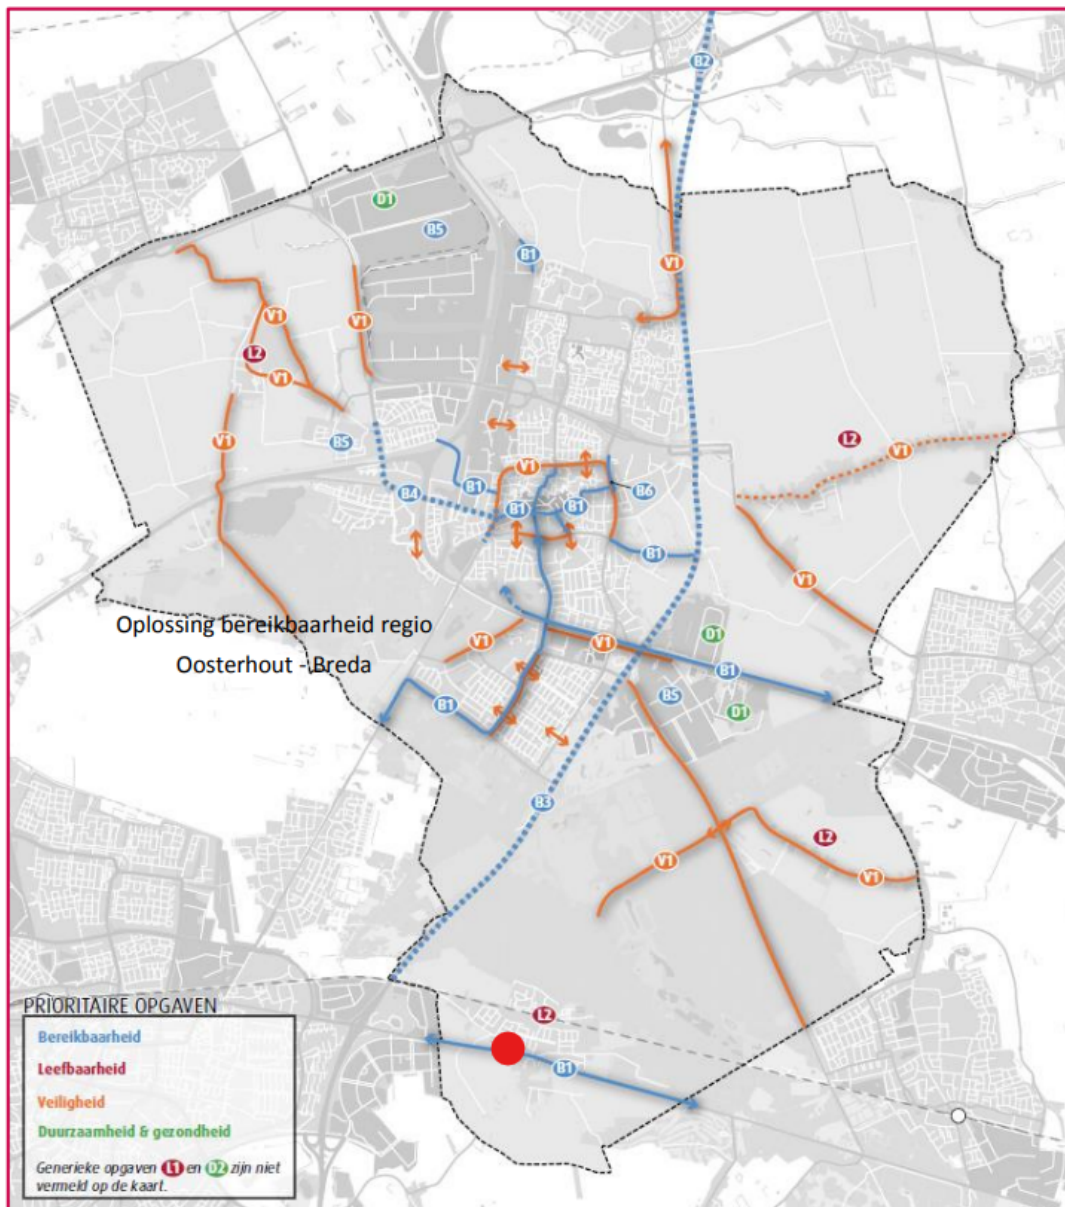 B2
D1
B5
B1
V1
V1
V1
L2
V1
V1
B5
L2
V1
V1
B1
B4
B1
B1
B6
B1
V1
Oplossing bereikbaarheid regio
Oosterhout - Breda
V1
V1
D1
B1
B5
D1
B1
B3
L2
V1
V1
L2
B1
PRIORITAIRE OPGAVEN
Bereikbaarheid
Leefbaarheid
Veiligheid
Duurzaamheid & gezondheid
Generieke opgaven L1 en D2 zijn niet
vermeld op de kaart.